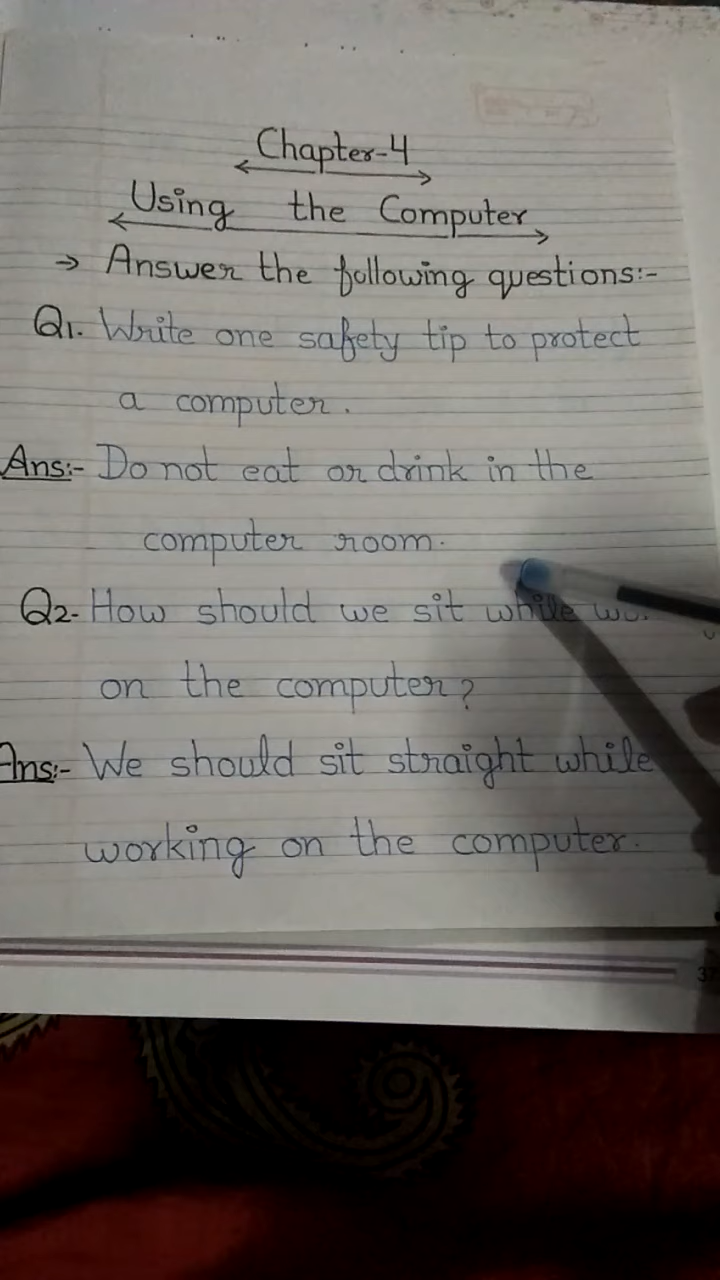 Chapter-4
Using the Computer
→ Answer the following questions:-
Q1. Write one safety tip to protect
a computer.
Ans:- Do not eat or drink in the
computer room.
Q2- How should we sit while
on the computer?
Ans:- We should sit straight while
working on the computer.